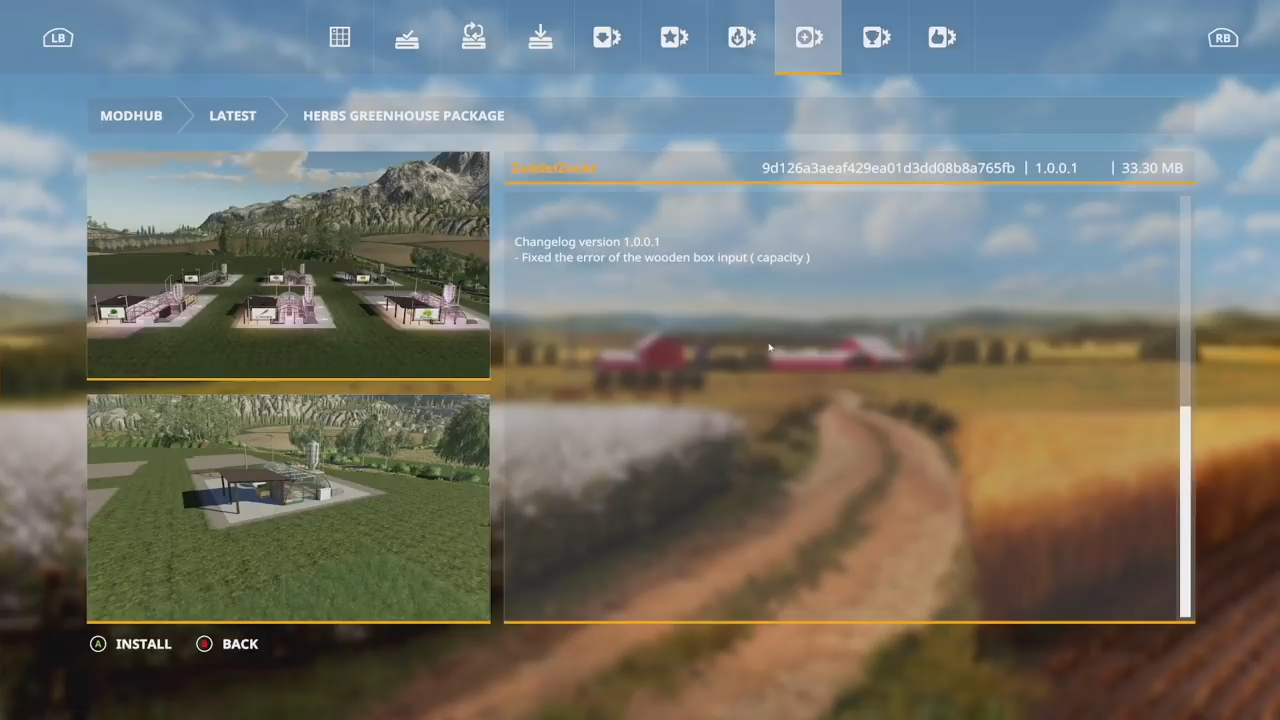 LB
RB
MODHUB
LATEST
HERBS GREENHOUSE PACKAGE
9d126a3aeaf429ea01d3dd08b8a765fb | 1.0.0.1 | 33.30 MB
Changelog version 1.0.0.1
- Fixed the error of the wooden box input ( capacity )
A INSTALL
B BACK